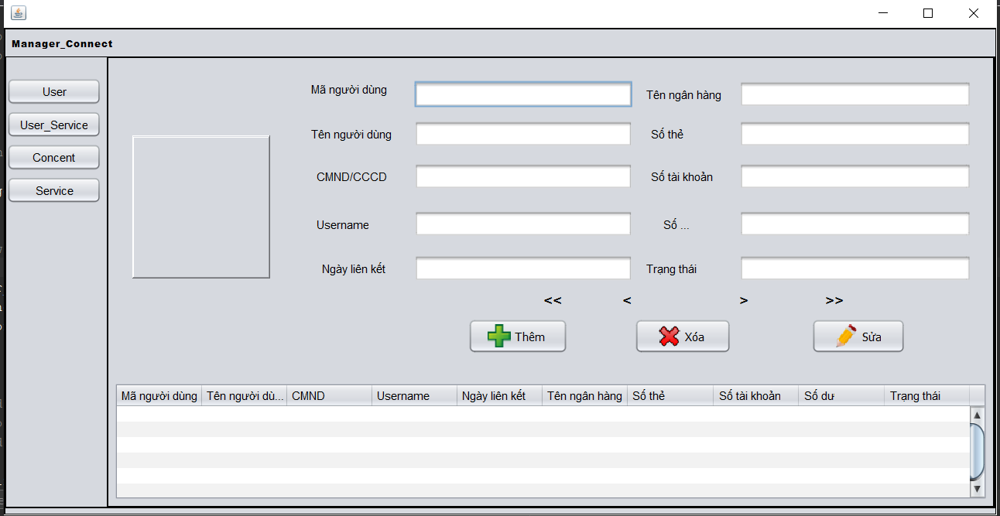 Manager_Connect
User
User_Service
Concent
Service
Mã người dùng
Tên ngân hàng
Tên người dùng
Số thẻ
CMND/CCCD
Số tài khoản
Username
Số ...
Ngày liên kết
Trạng thái
<< < > >>
Thêm Xóa Sửa
Mã người dùng Tên người dù... CMND Username Ngày liên kết Tên ngân hàng Số thẻ Số tài khoản Số dư Trạng thái